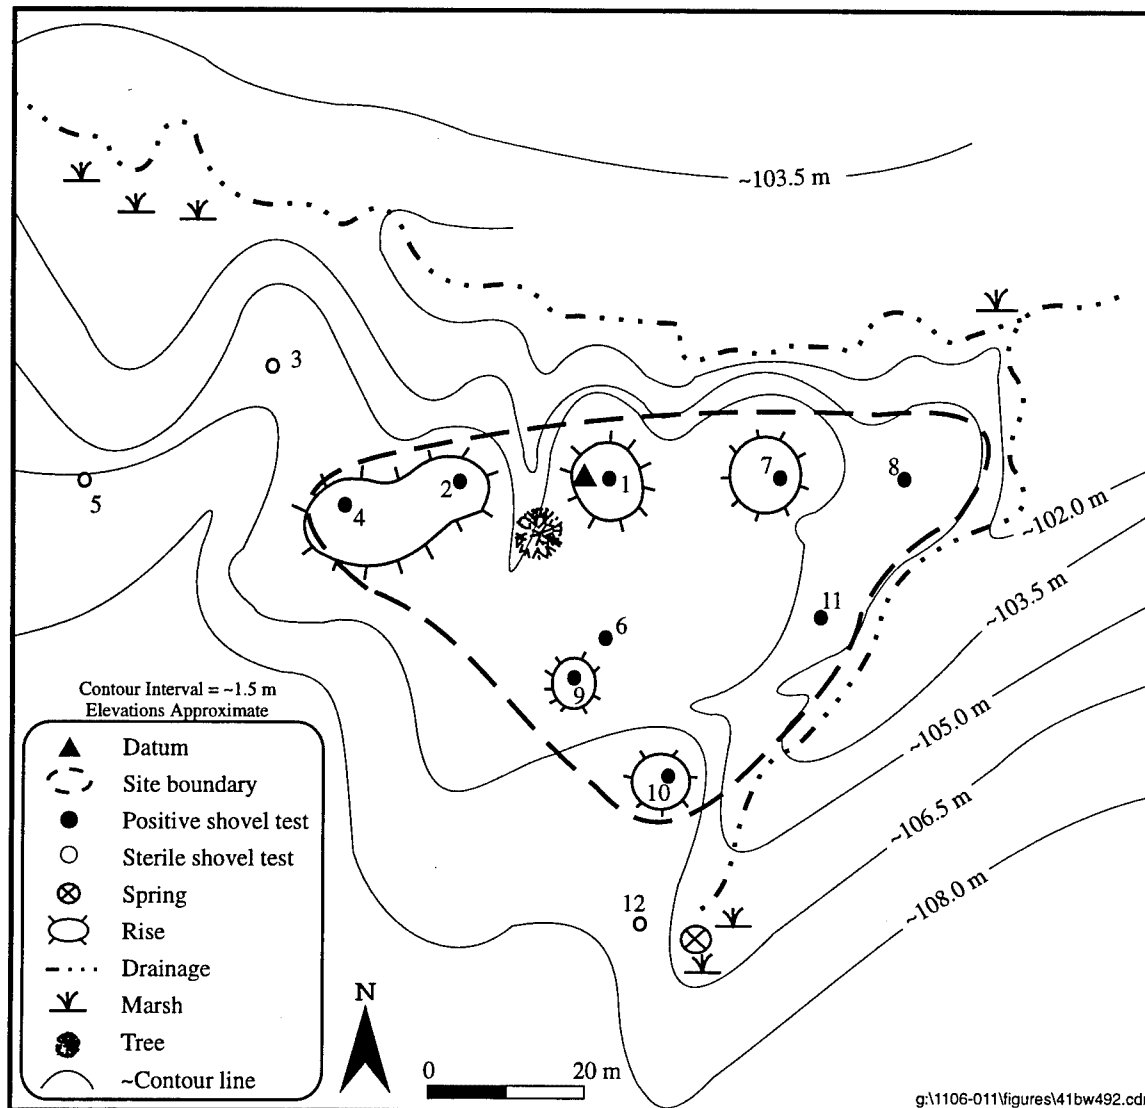 ~103.5 m
3
5
4
2
1
7
8
~102.0 m
~103.5 m
11
6
9
~105.0 m
10
~106.5 m
~108.0 m
12
Contour Interval = ~1.5 m
Elevations Approximate
Datum
Site boundary
Positive shovel test
Sterile shovel test
Spring
Rise
Drainage
Marsh
Tree
~Contour line
N
0 20 m
g:\1106-011\figures\41bw492.cdr